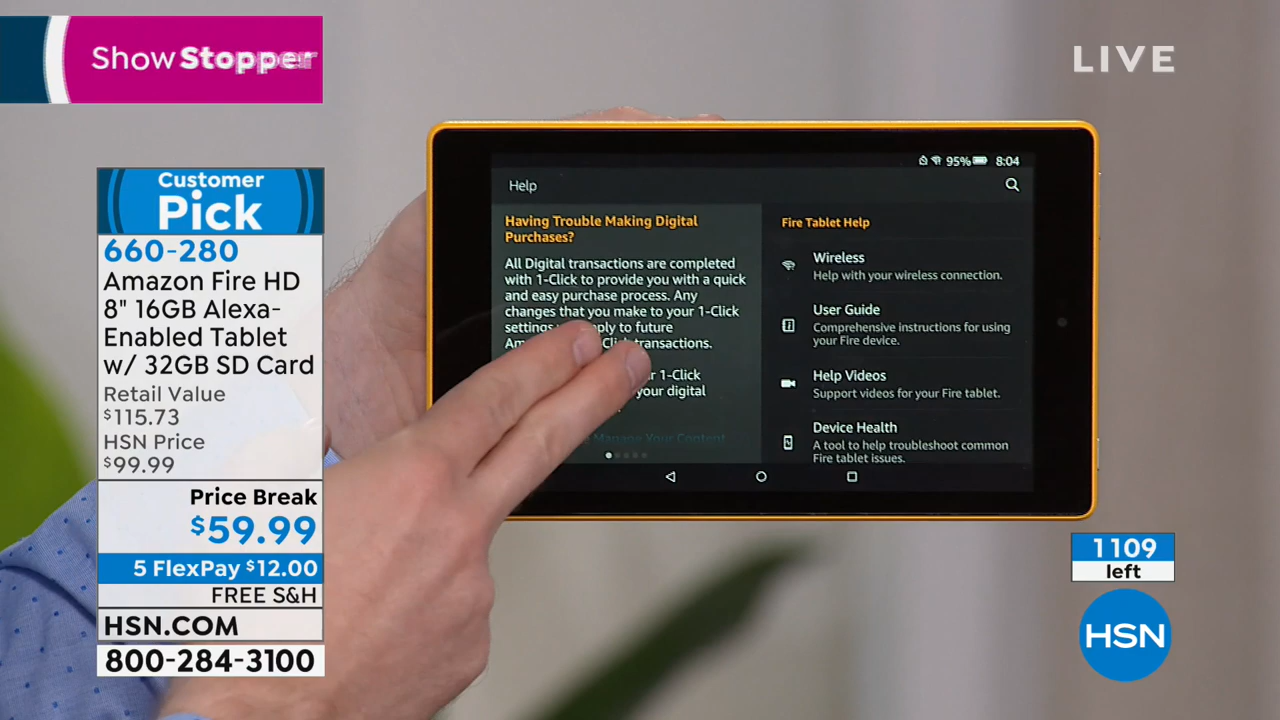 Show Stopper
LIVE
Customer
Pick
660-280
Amazon Fire HD
8" 16GB Alexa-
Enabled Tablet
w/ 32GB SD Card
Retail Value
$115.73
HSN Price
$99.99
Price Break
$59.99
5 FlexPay $12.00
FREE S&H
HSN.COM
800-284-3100
95% 8:04
Help
Having Trouble Making Digital
Purchases?
All Digital transactions are completed
with 1-Click to provide you with a quick
and easy purchase process. Any
changes that you make to your 1-Click
settings to future
transactions.
1-Click
your digital
Manage Your Content
Fire Tablet Help
Wireless
Help with your wireless connection.
User Guide
Comprehensive instructions for using
your Fire device.
Help Videos
Support videos for your Fire tablet.
Device Health
A tool to help troubleshoot common
Fire tablet issues.
1109
left
HSN